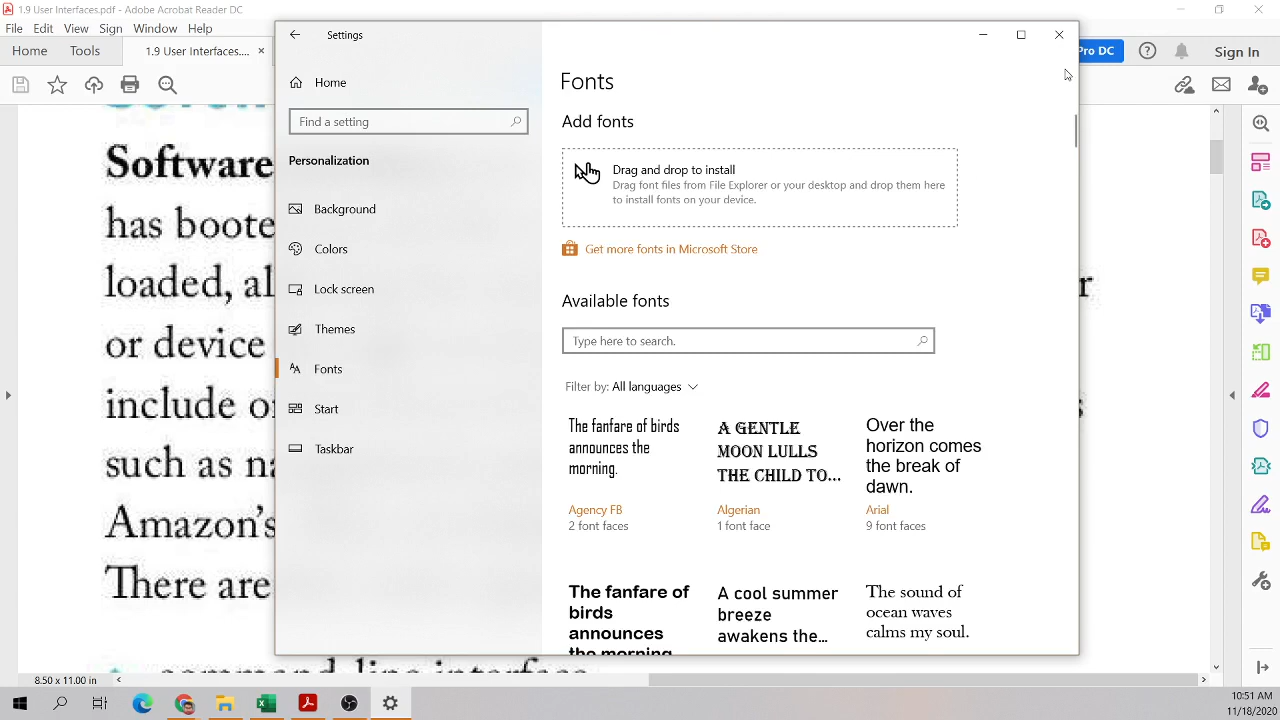 1.9 User Interfaces.pdf - Adobe Acrobat Reader DC
File Edit View Sign Window Help
Home Tools 1.9 User Interfaces.... × Pro DC Sign In
Settings
Home
Find a setting
Personalization
Background
Colors
Lock screen
Themes
Fonts
Start
Taskbar
Fonts
Add fonts
Drag and drop to install
Drag font files from File Explorer or your desktop and drop them here
to install fonts on your device.
Get more fonts in Microsoft Store
Available fonts
Type here to search.
Filter by: All languages
The fanfare of birds
announces the
morning.
Agency FB
2 font faces
A GENTLE
MOON LULLS
THE CHILD TO...
Algerian
1 font face
Over the
horizon comes
the break of
dawn.
Arial
9 font faces
The fanfare of
birds
announces
the morning
A cool summer
breeze
awakens the...
The sound of
ocean waves
calms my soul.
Software
has boote
loaded, al
or device
include o
such as na
Amazon's
There are
command-line interface
8.50 x 11.00 in
10:51 AM
11/18/2020